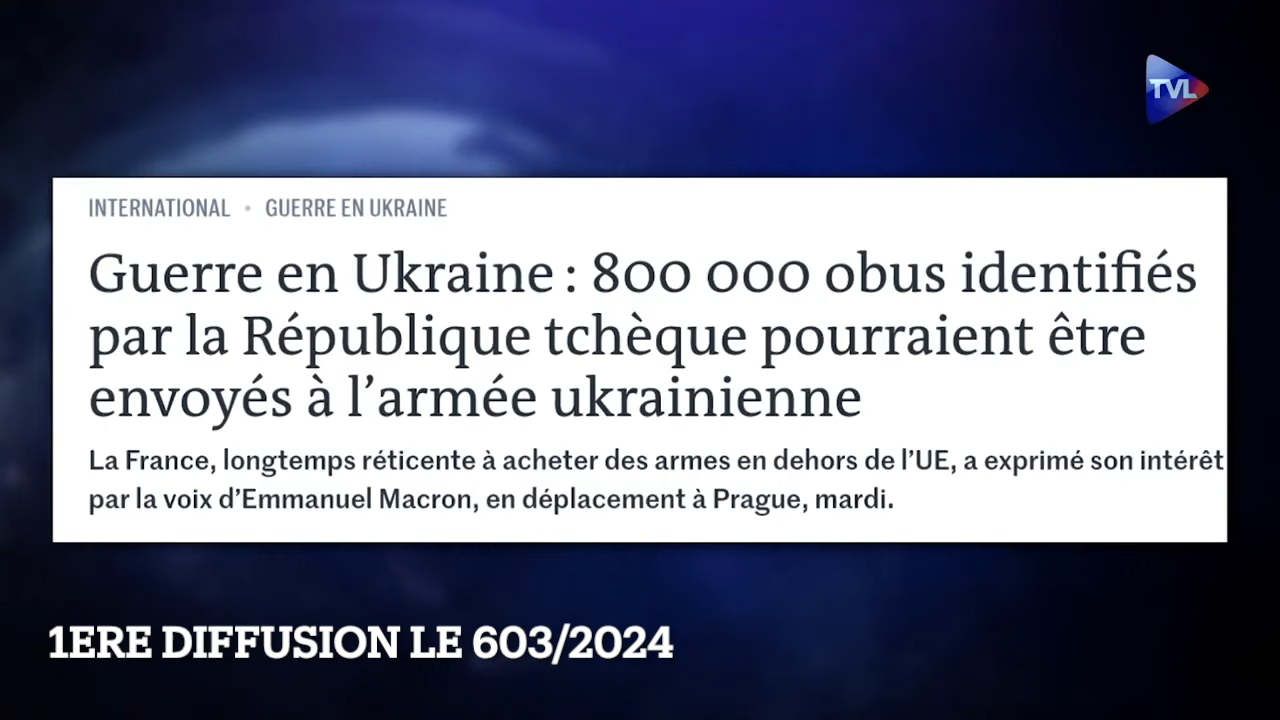 TVL
INTERNATIONAL • GUERRE EN UKRAINE
Guerre en Ukraine : 800 000 obus identifiés
par la République tchèque pourraient être
envoyés à l’armée ukrainienne
La France, longtemps réticente à acheter des armes en dehors de l’UE, a exprimé son intérêt
par la voix d’Emmanuel Macron, en déplacement à Prague, mardi.
1ERE DIFFUSION LE 603/2024